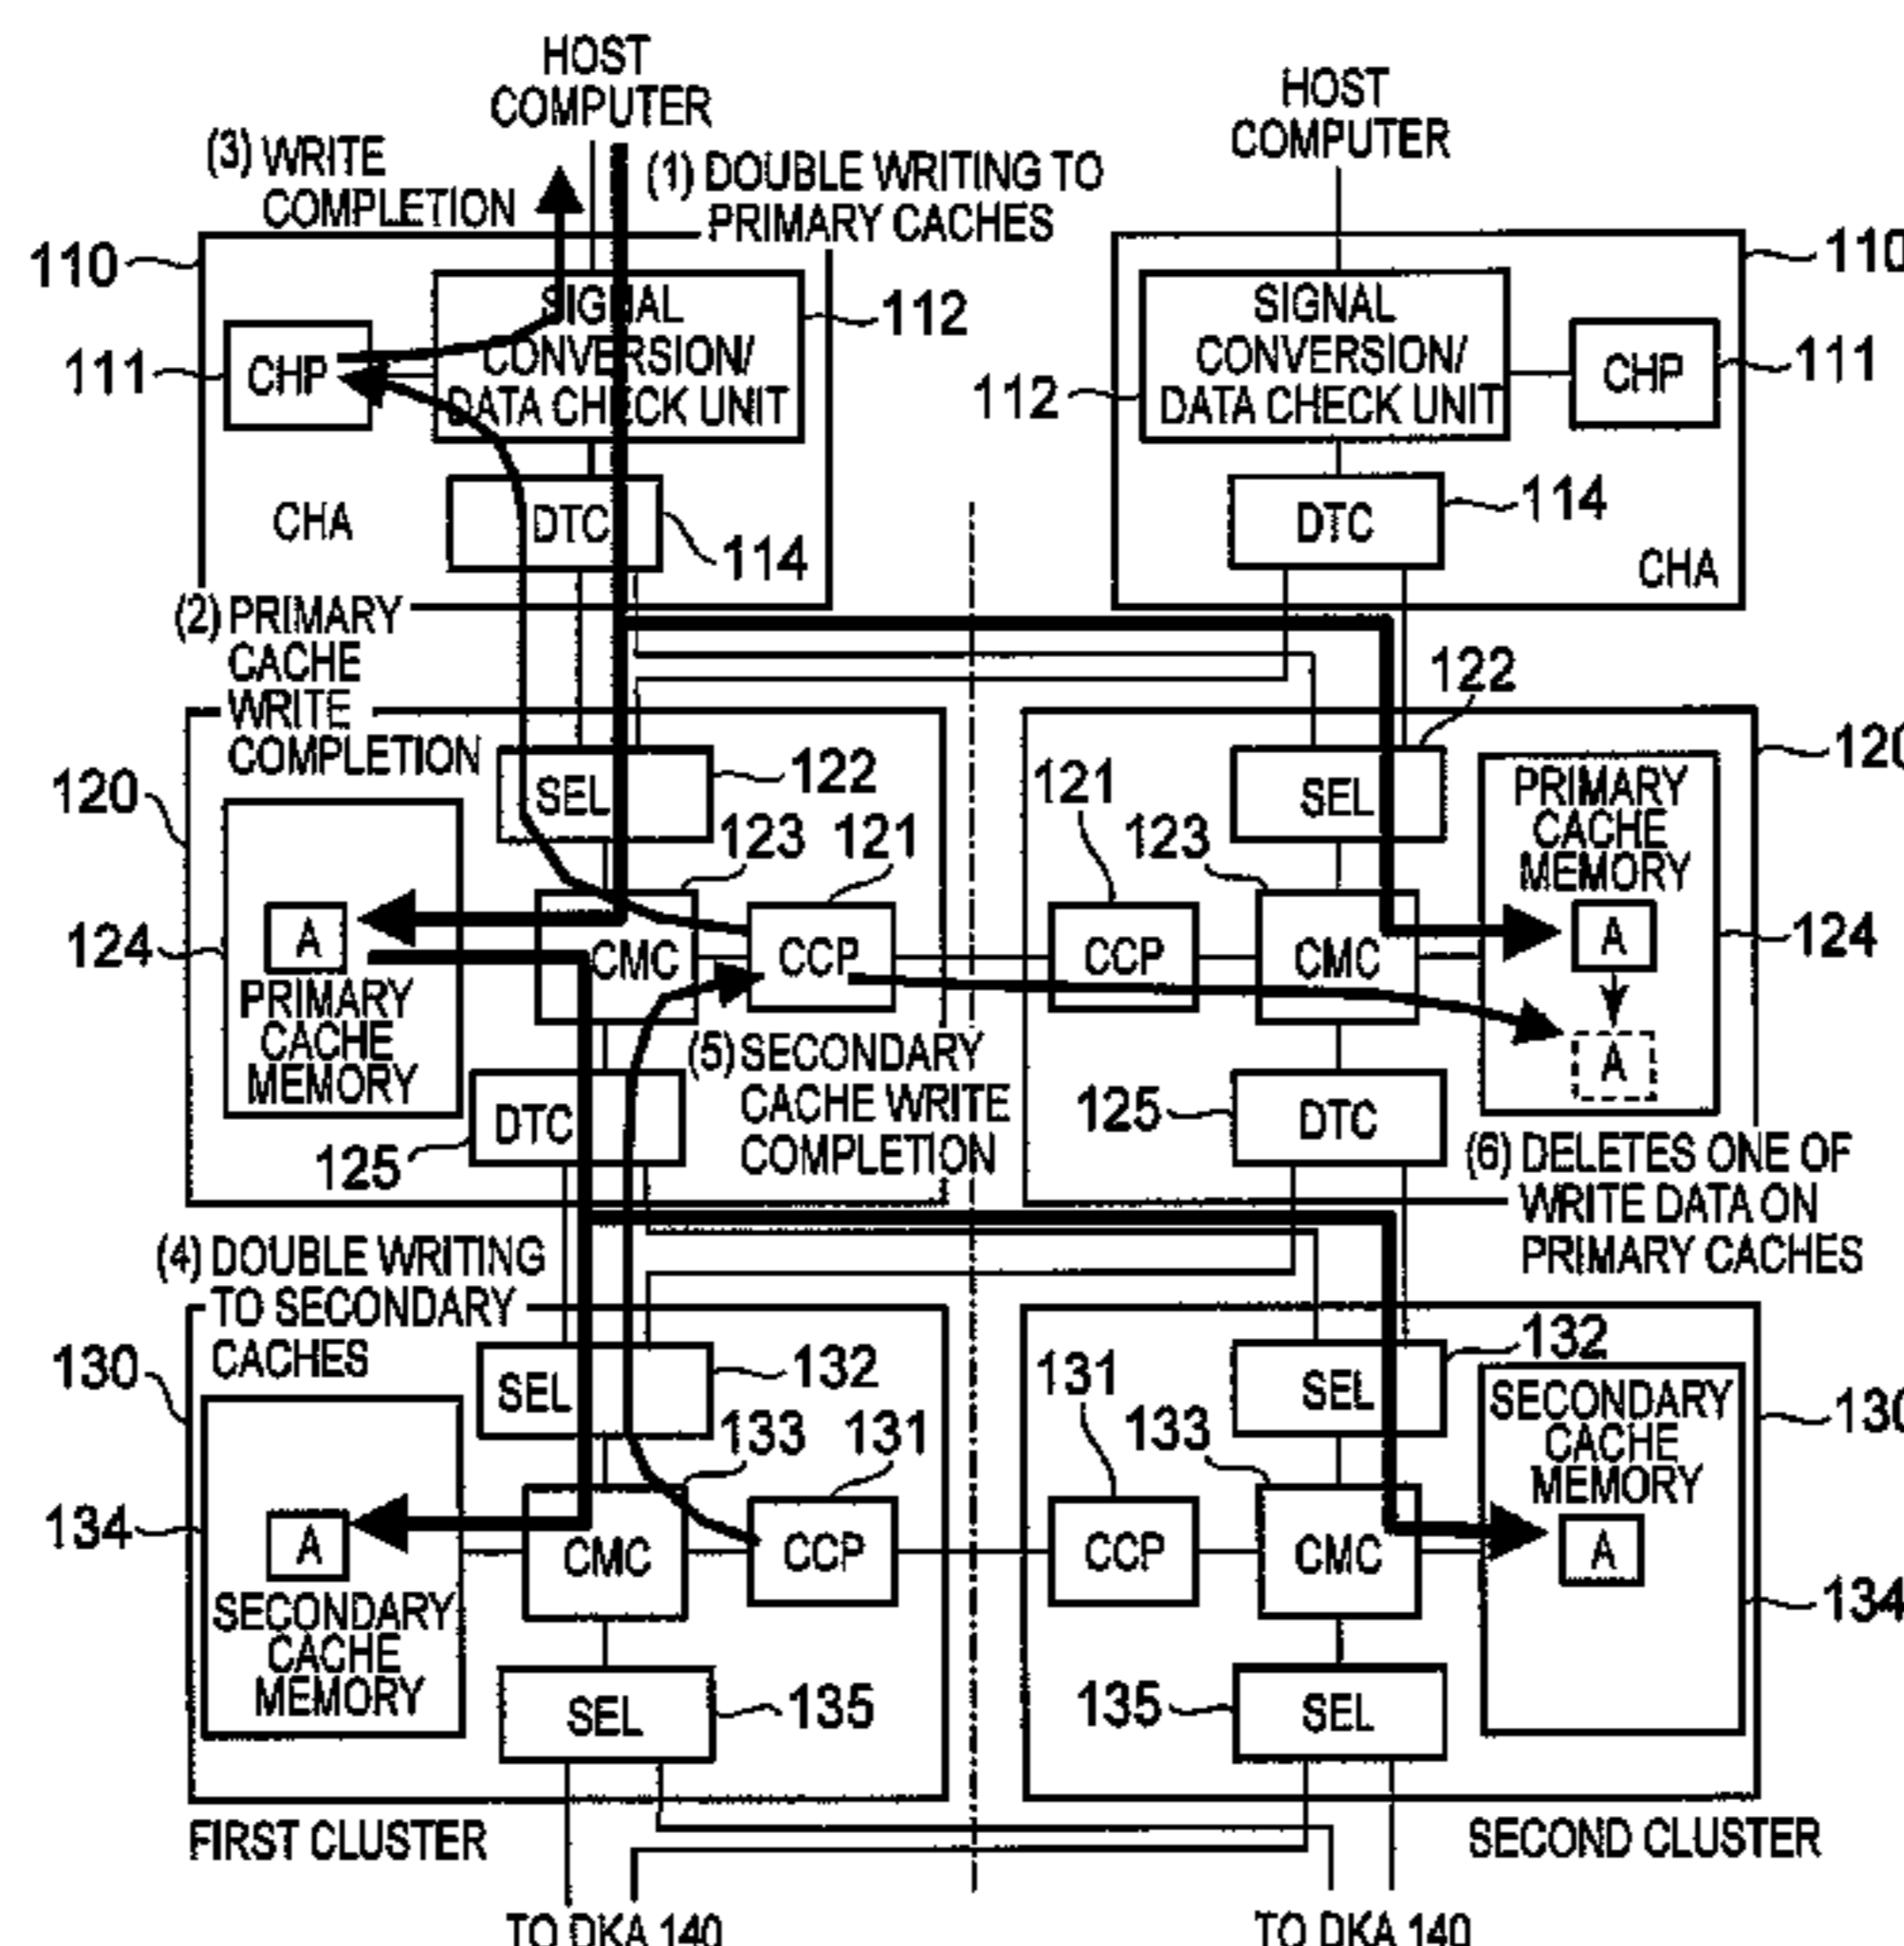 HOST
COMPUTER
HOST
COMPUTER
(3) WRITE
COMPLETION
(1) DOUBLE WRITING TO
PRIMARY CACHES
110
110
SIGNAL
CONVERSION/
DATA CHECK UNIT
112
111
CHP
SIGNAL
CONVERSION/
DATA CHECK UNIT
112
CHP
111
CHA
DTC
114
DTC
114
CHA
(2) PRIMARY
CACHE
WRITE
COMPLETION
122
120
SEL
122
123
121
121
123
SEL
PRIMARY
CACHE
MEMORY
120
124
A
PRIMARY
CACHE
MEMORY
CMC
CCP
CCP
CMC
A
A
124
(5) SECONDARY
CACHE WRITE
COMPLETION
DTC
125
125
DTC
(6) DELETES ONE OF
WRITE DATA ON
PRIMARY CACHES
(4) DOUBLE WRITING
TO SECONDARY
CACHES
130
SEL
132
133
131
131
133
SEL
132
SECONDARY
CACHE
MEMORY
130
134
A
SECONDARY
CACHE
MEMORY
CMC
CCP
CCP
CMC
A
134
SEL
135
135
SEL
FIRST CLUSTER
SECOND CLUSTER
TO DKA 140
TO DKA 140